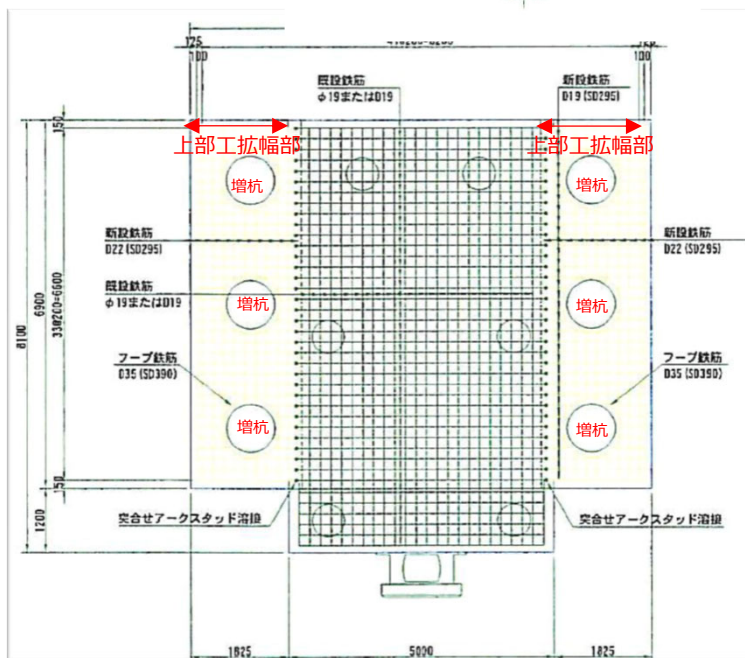 125
100
既設鉄筋
φ19またはD19
新設鉄筋
D19(SD295)
100
上部工拡幅部
上部工拡幅部
増杭
増杭
新設鉄筋
D22(SD295)
新設鉄筋
D22(SD295)
既設鉄筋
φ19またはD19
増杭
増杭
フープ鉄筋
D35(SD390)
フープ鉄筋
D35(SD390)
増杭
増杭
突合せアークスタッド溶接
突合せアークスタッド溶接
150
33@200=6600
6900
8100
150
1200
1825
5000
1825